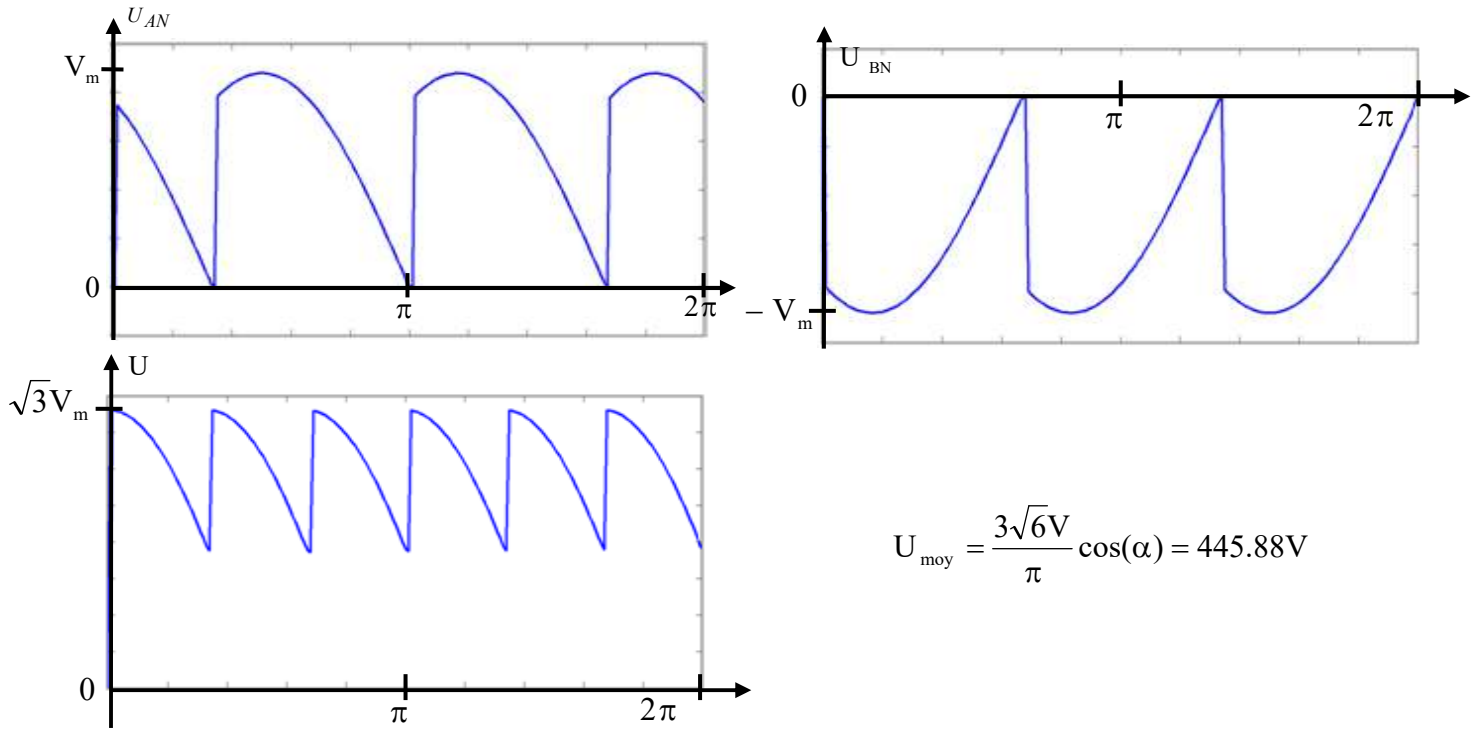 U_AN
V_m
0
π
2π
U_BN
0
π
2π
– V_m
U
√3V_m
0
π
2π
U_moy = 3√6V/π cos(α) = 445.88V